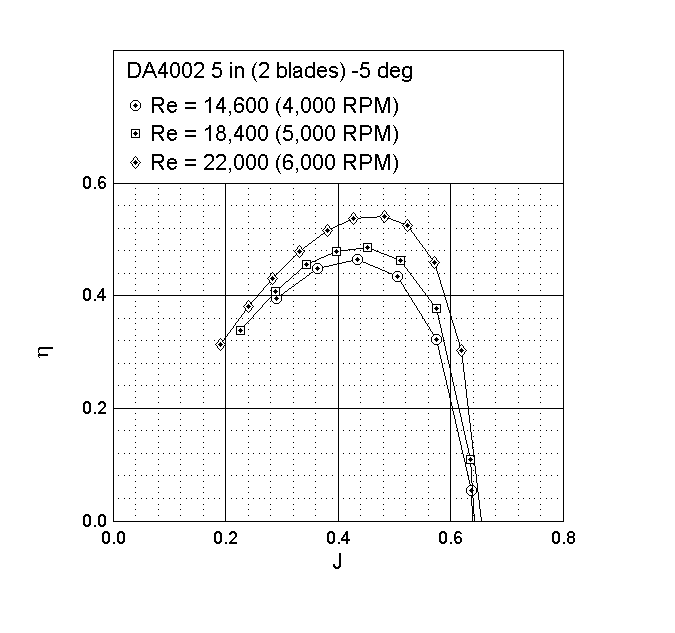 DA4002 5 in (2 blades) -5 deg
Re = 14,600 (4,000 RPM)
Re = 18,400 (5,000 RPM)
Re = 22,000 (6,000 RPM)
0.6
0.4
η
0.2
0.0
0.0 0.2 0.4 0.6 0.8
J